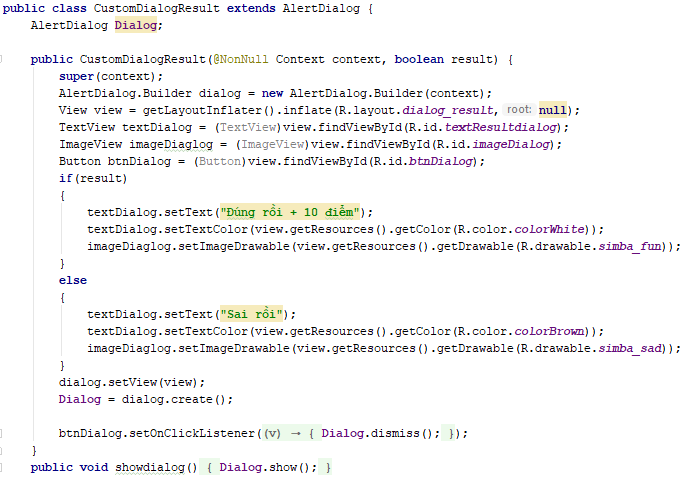 public class CustomDialogResult extends AlertDialog {
    AlertDialog Dialog;

    public CustomDialogResult(@NonNull Context context, boolean result) {
        super(context);
        AlertDialog.Builder dialog = new AlertDialog.Builder(context);
        View view = getLayoutInflater().inflate(R.layout.dialog_result, root: null);
        TextView textDialog = (TextView)view.findViewById(R.id.textResultdialog);
        ImageView imageDiaglog = (ImageView)view.findViewById(R.id.imageDialog);
        Button btnDialog = (Button)view.findViewById(R.id.btnDialog);
        if(result)
        {
            textDialog.setText("Đúng rồi + 10 điểm");
            textDialog.setTextColor(view.getResources().getColor(R.color.colorWhite));
            imageDiaglog.setImageDrawable(view.getResources().getDrawable(R.drawable.simba_fun));
        }
        else
        {
            textDialog.setText("Sai rồi");
            textDialog.setTextColor(view.getResources().getColor(R.color.colorBrown));
            imageDiaglog.setImageDrawable(view.getResources().getDrawable(R.drawable.simba_sad));
        }
        dialog.setView(view);
        Dialog = dialog.create();

        btnDialog.setOnClickListener((v) → { Dialog.dismiss(); });
    }
    public void showdialog() { Dialog.show(); }